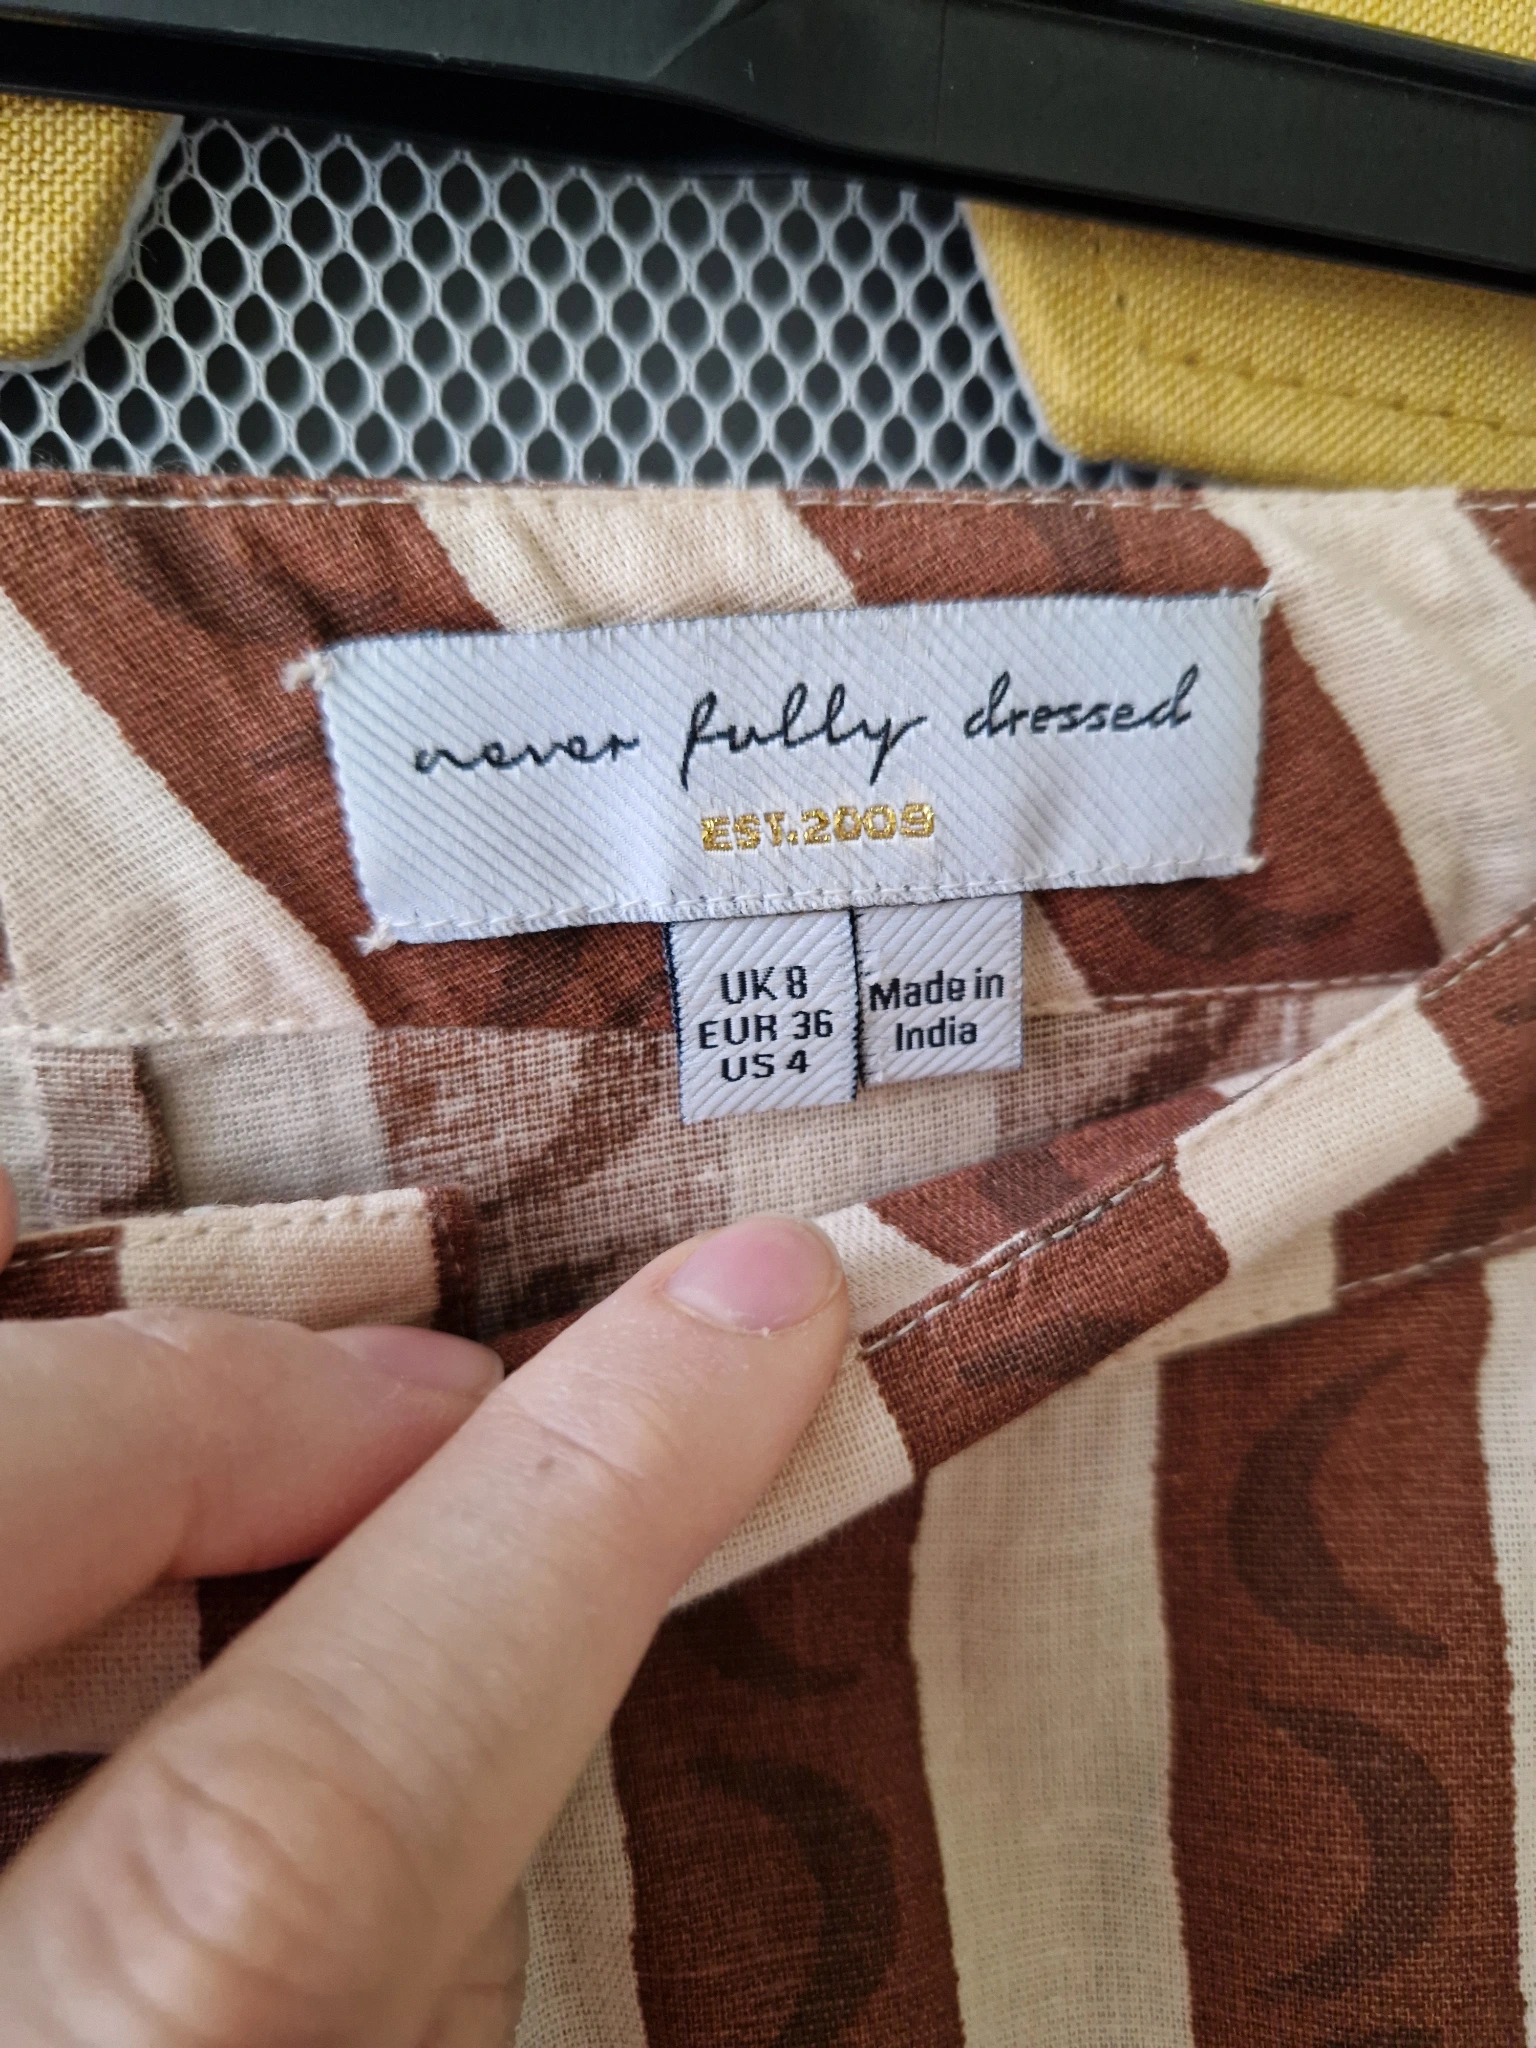 never fully dressed
EST.2009
UK 8
EUR 36
US 4
Made in
India